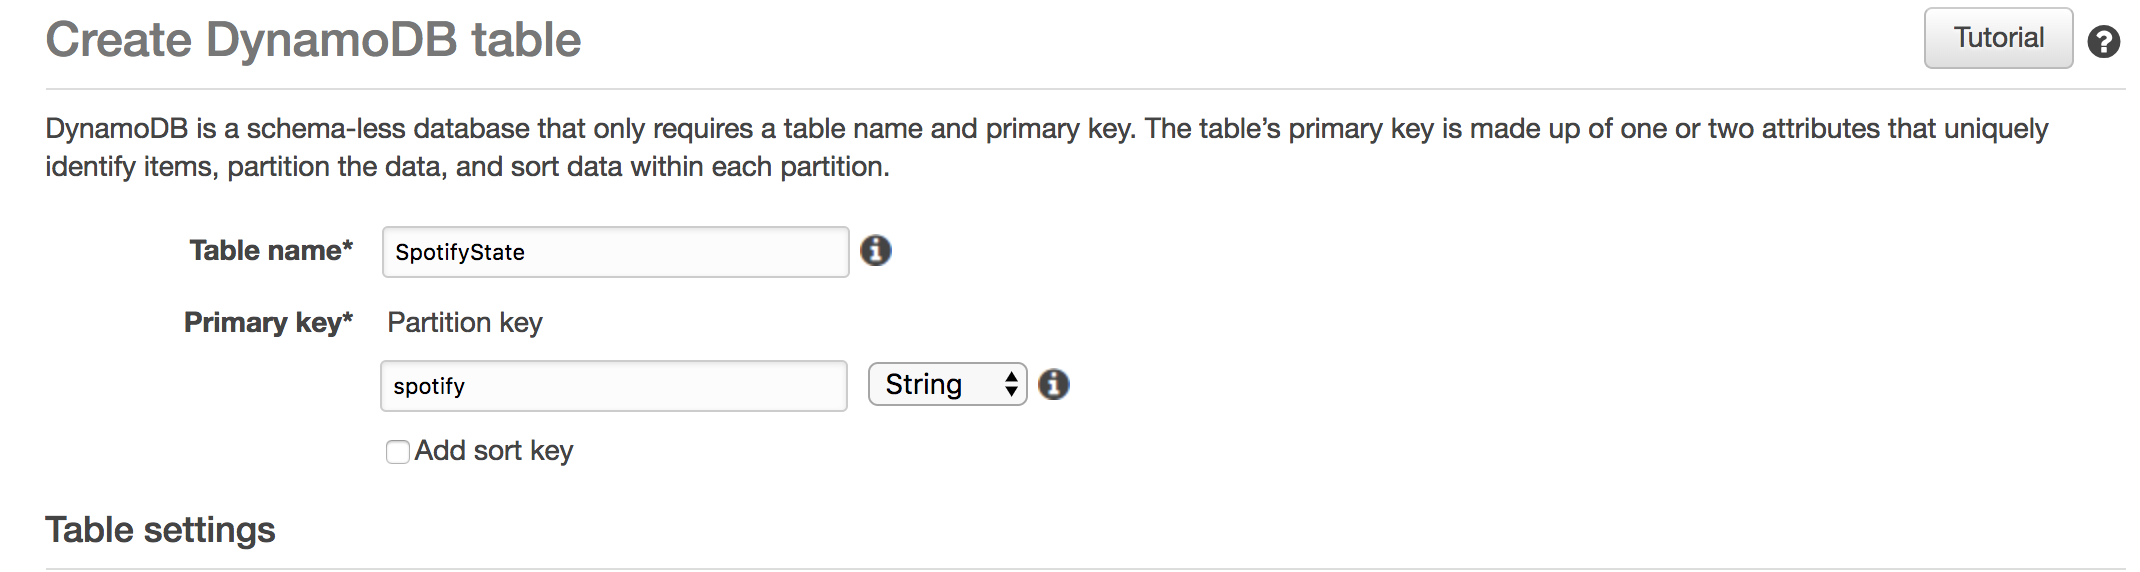 Create DynamoDB table
Tutorial
DynamoDB is a schema-less database that only requires a table name and primary key. The table’s primary key is made up of one or two attributes that uniquely
identify items, partition the data, and sort data within each partition.
Table name* SpotifyState
Primary key* Partition key
spotify String
Add sort key
Table settings